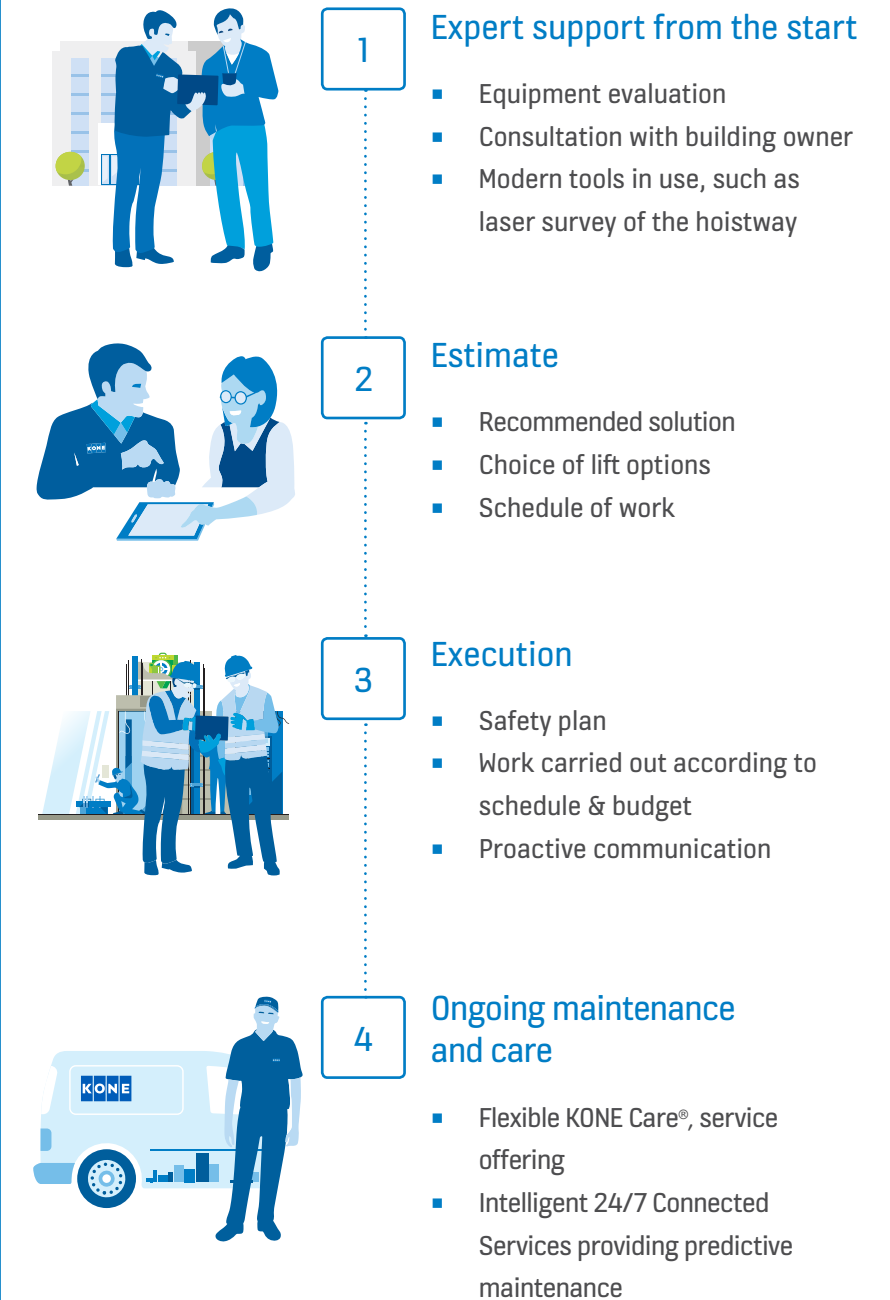 1
Expert support from the start
▪ Equipment evaluation
▪ Consultation with building owner
▪ Modern tools in use, such as
laser survey of the hoistway
2
Estimate
▪ Recommended solution
▪ Choice of lift options
▪ Schedule of work
KONE
3
Execution
▪ Safety plan
▪ Work carried out according to
schedule & budget
▪ Proactive communication
4
Ongoing maintenance
and care
KONE
▪ Flexible KONE Care®, service
offering
▪ Intelligent 24/7 Connected
Services providing predictive
maintenance